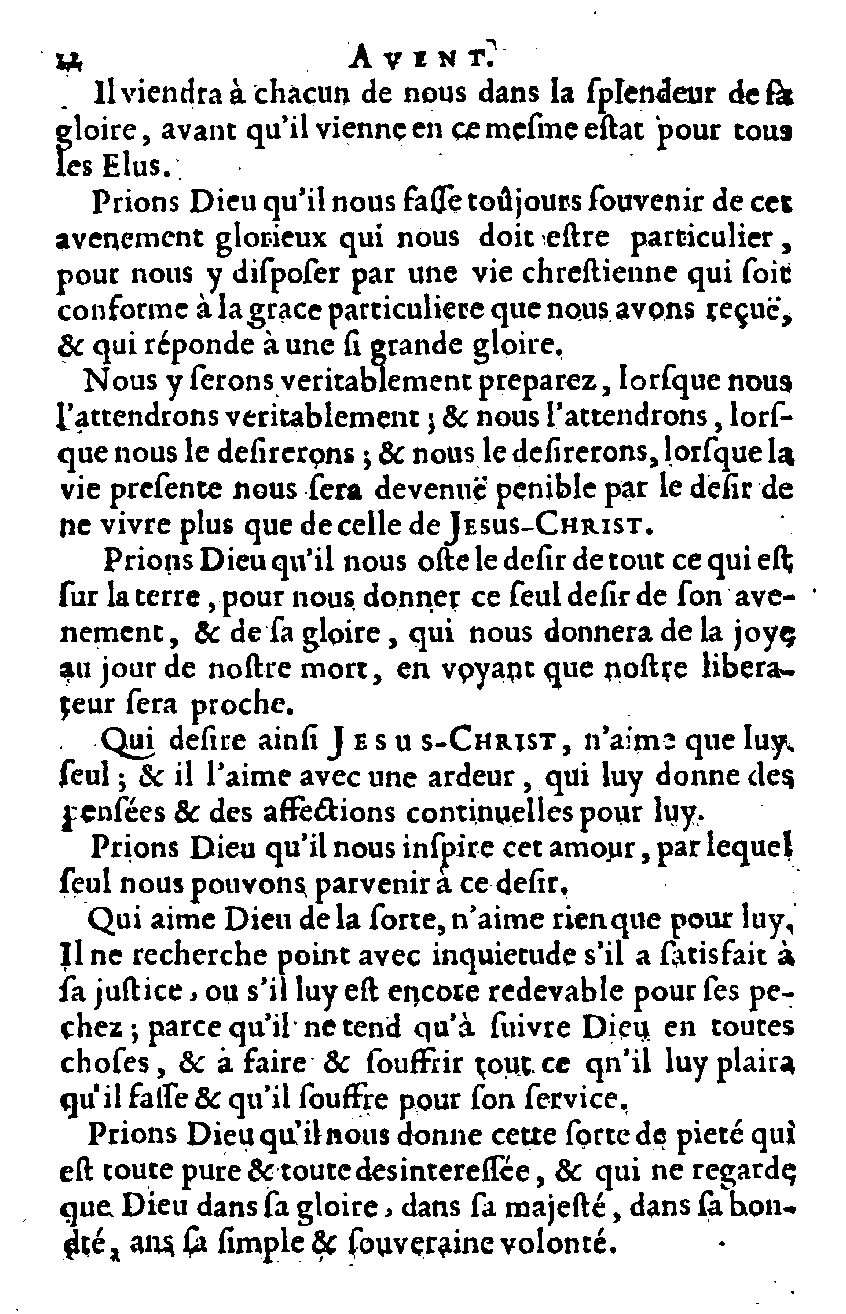 12 AVENT.
Il viendra à chacun de nous dans la ſplendeur de ſa
gloire, avant qu'il vienne en ce meſme eſtat pour tous
les Elus.
Prions Dieu qu'il nous faſſe toûjours ſouvenir de cet
avenement glorieux qui nous doit eſtre particulier,
pour nous y diſpoſer par une vie chreſtienne qui ſoit
conforme à la grace particuliere que nous avons reçuë,
& qui réponde à une ſi grande gloire.
Nous y ſerons veritablement preparez, lorſque nous
l'attendrons veritablement ; & nous l'attendrons, lorſ-
que nous le deſirerons ; & nous le deſirerons, lorſque la
vie preſente nous ſera devenuë penible par le deſir de
ne vivre plus que de celle de JESUS-CHRIST.
Prions Dieu qu'il nous oſte le deſir de tout ce qui eſt
ſur la terre, pour nous donner ce ſeul deſir de ſon ave-
nement, & de ſa gloire, qui nous donnera de la joye
au jour de noſtre mort, en voyant que noſtre libera-
teur ſera proche.
Qui deſire ainſi JESUS-CHRIST, n'aime que luy
ſeul ; & il l'aime avec une ardeur, qui luy donne des
penſées & des affections continuelles pour luy.
Prions Dieu qu'il nous inſpire cet amour, par lequel
ſeul nous pouvons parvenir à ce deſir.
Qui aime Dieu de la ſorte, n'aime rien que pour luy,
Il ne recherche point avec inquietude s'il a ſatisfait à
ſa juſtice, ou s'il luy eſt encore redevable pour ſes pe-
chez ; parce qu'il ne tend qu'à ſuivre Dieu en toutes
choſes, & à faire & ſouffrir tout ce qn'il luy plaira
qu'il faſſe & qu'il ſouffre pour ſon ſervice.
Prions Dieu qu'il nous donne cette ſorte de pieté qui
eſt toute pure & toute desintereſſée, & qui ne regarde
que Dieu dans ſa gloire, dans ſa majeſté, dans ſa bon-
dté, ans ſa ſimple & ſouveraine volonté.